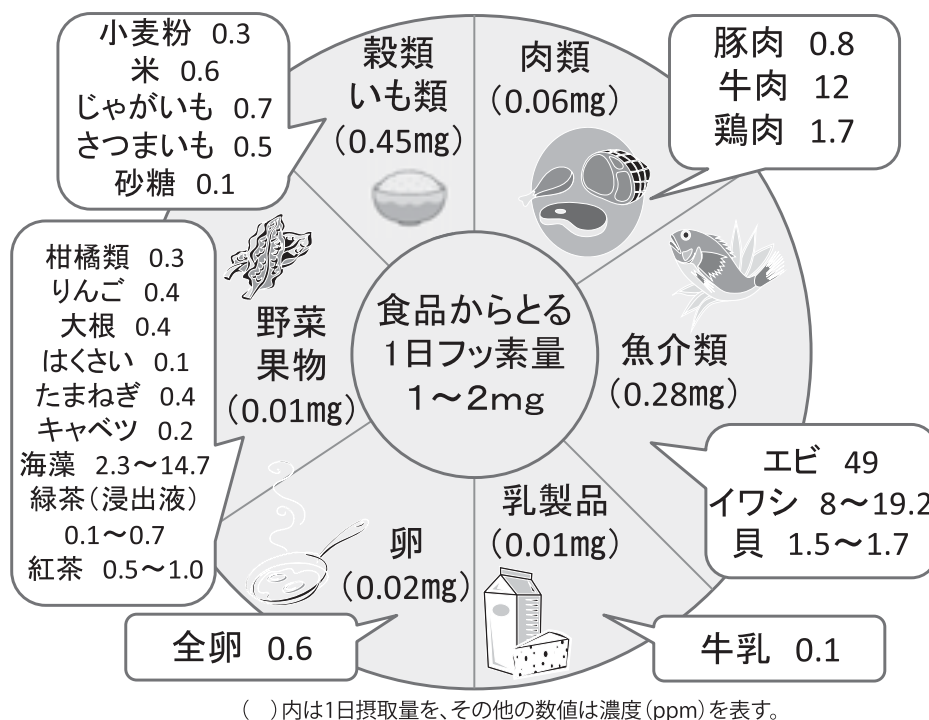 小麦粉 0.3
米 0.6
じゃがいも 0.7
さつまいも 0.5
砂糖 0.1
穀類
いも類
(0.45㎎)
肉類
(0.06㎎)
豚肉 0.8
牛肉 12
鶏肉 1.7
柑橘類 0.3
りんご 0.4
大根 0.4
はくさい 0.1
たまねぎ 0.4
キャベツ 0.2
海藻 2.3～14.7
緑茶(浸出液)
0.1～0.7
紅茶 0.5～1.0
野菜
果物
(0.01㎎)
食品からとる
1日フッ素量
1～2mg
魚介類
(0.28㎎)
エビ 49
イワシ 8～19.2
貝 1.5～1.7
卵
(0.02㎎)
乳製品
(0.01㎎)
全卵 0.6
牛乳 0.1
( )内は1日摂取量を、その他の数値は濃度(ppm)を表す。